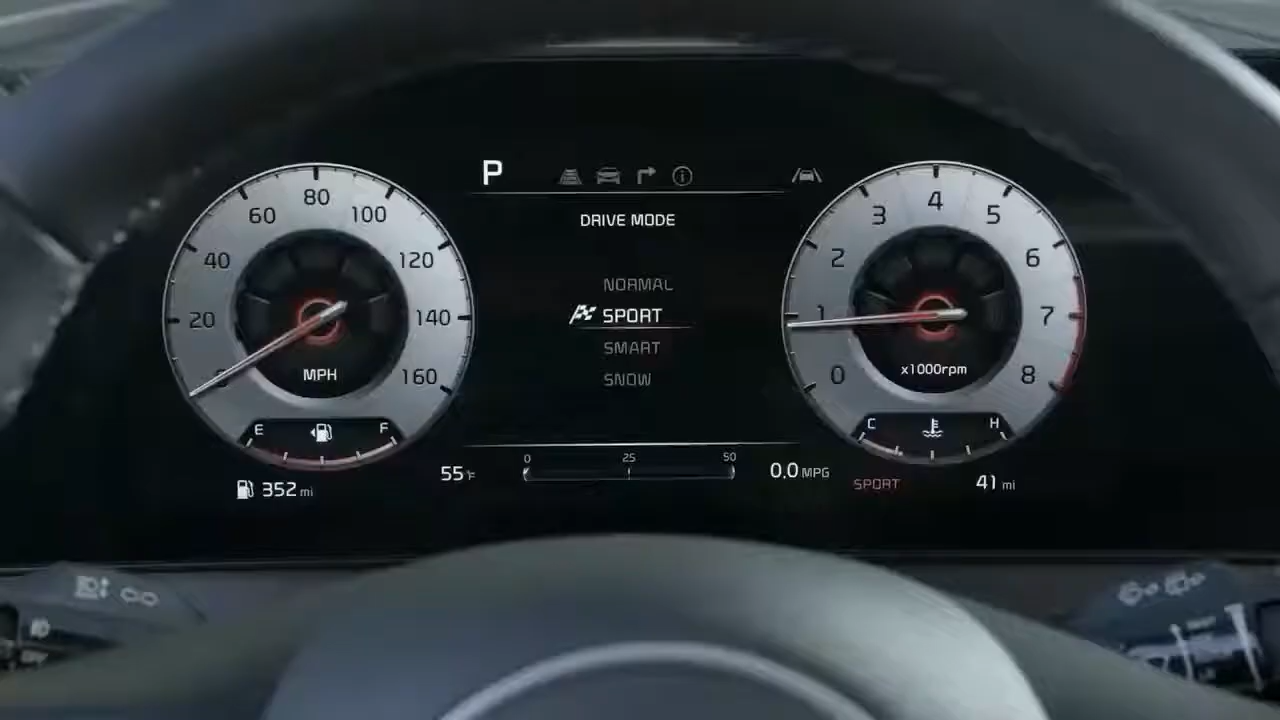 P
DRIVE MODE
NORMAL
SPORT
SMART
SNOW
20
40
60
80
100
120
140
160
MPH
E
F
352 mi
55°F
0
25
50
0.0 MPG
0
1
2
3
4
5
6
7
8
x1000rpm
C
H
SPORT
41 mi